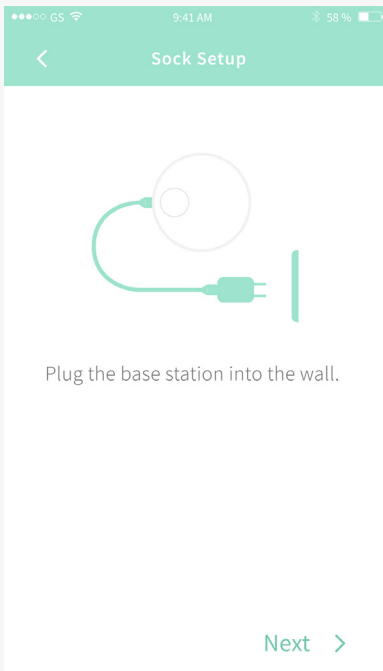 GS 9:41 AM 58 %
Sock Setup
Plug the base station into the wall.
Next